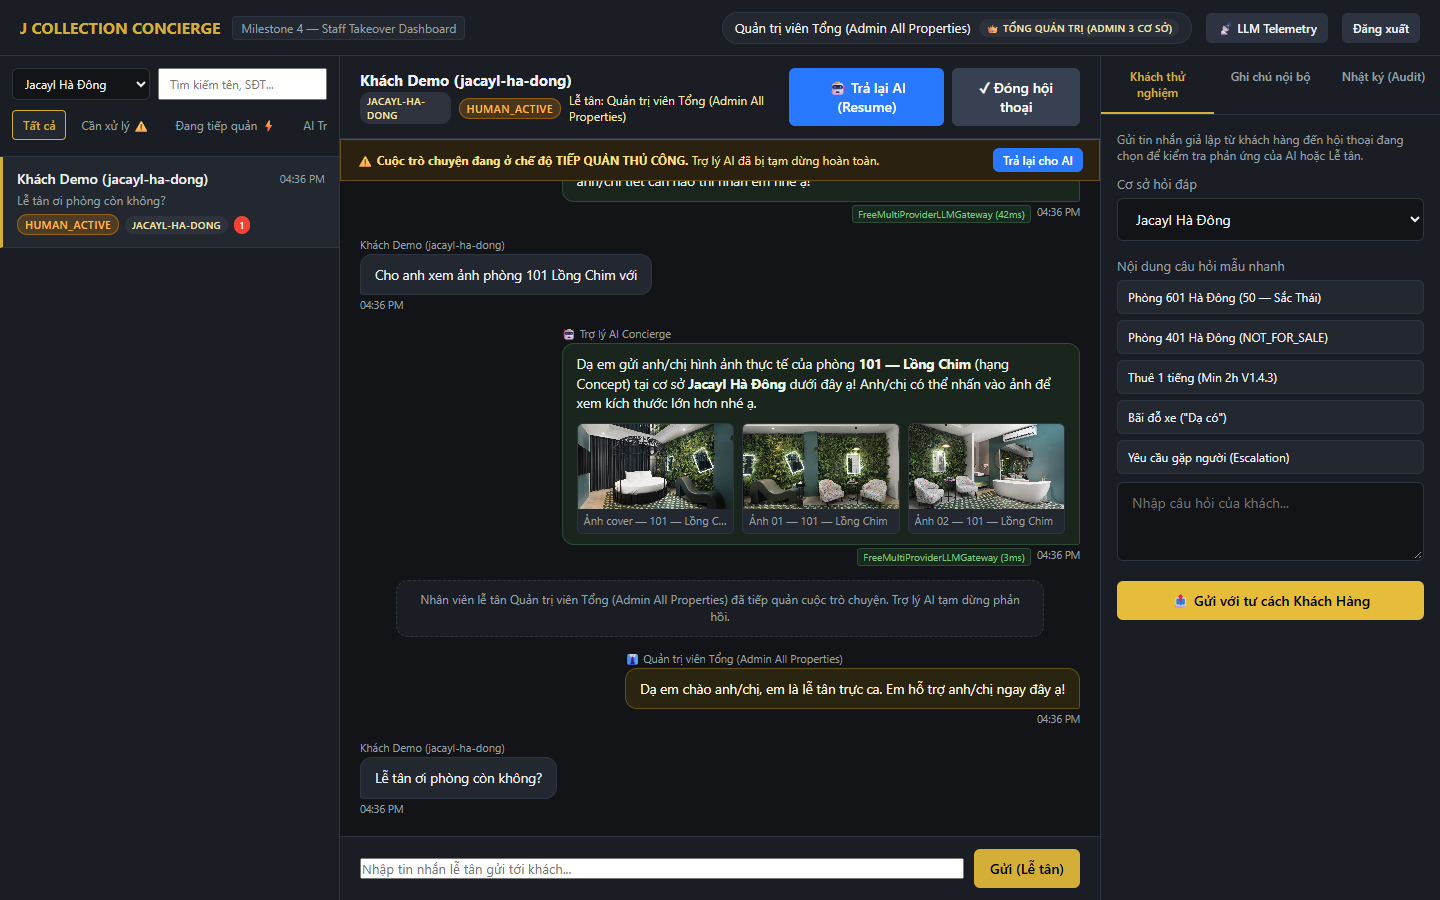 J COLLECTION CONCIERGE
Milestone 4 — Staff Takeover Dashboard
Quản trị viên Tổng (Admin All Properties)
TỔNG QUẢN TRỊ (ADMIN 3 CƠ SỞ)
LLM Telemetry
Đăng xuất
Jacayl Hà Đông
Tìm kiếm tên, SĐT...
Tất cả
Cần xử lý
Đang tiếp quản
AI Tr
Khách Demo (jacayl-ha-dong)
04:36 PM
Lễ tân ơi phòng còn không?
HUMAN_ACTIVE
JACAYL-HA-DONG
1
Khách Demo (jacayl-ha-dong)
JACAYL-HA-
DONG
HUMAN_ACTIVE
Lễ tân: Quản trị viên Tổng (Admin All
Properties)
Trả lại AI
(Resume)
✓ Đóng hội
thoại
Cuộc trò chuyện đang ở chế độ TIẾP QUẢN THỦ CÔNG. Trợ lý AI đã bị tạm dừng hoàn toàn.
Trả lại cho AI
anh/chị tiết cần nào thì nhắn em nhé ạ!
FreeMultiProviderLLMGateway (42ms)
04:36 PM
Khách Demo (jacayl-ha-dong)
Cho anh xem ảnh phòng 101 Lồng Chim với
04:36 PM
Trợ lý AI Concierge
Dạ em gửi anh/chị hình ảnh thực tế của phòng 101 — Lồng Chim (hạng
Concept) tại cơ sở Jacayl Hà Đông dưới đây ạ! Anh/chị có thể nhấn vào ảnh để
xem kích thước lớn hơn nhé ạ.
Ảnh cover — 101 — Lồng C...
Ảnh 01 — 101 — Lồng Chim
Ảnh 02 — 101 — Lồng Chim
FreeMultiProviderLLMGateway (3ms)
04:36 PM
Nhân viên lễ tân Quản trị viên Tổng (Admin All Properties) đã tiếp quản cuộc trò chuyện. Trợ lý AI tạm dừng phản
hồi.
Quản trị viên Tổng (Admin All Properties)
Dạ em chào anh/chị, em là lễ tân trực ca. Em hỗ trợ anh/chị ngay đây ạ!
04:36 PM
Khách Demo (jacayl-ha-dong)
Lễ tân ơi phòng còn không?
04:36 PM
Nhập tin nhắn lễ tân gửi tới khách...
Gửi (Lễ tân)
Khách thử
nghiệm
Ghi chú nội bộ
Nhật ký (Audit)
Gửi tin nhắn giả lập từ khách hàng đến hội thoại đang
chọn để kiểm tra phản ứng của AI hoặc Lễ tân.
Cơ sở hỏi đáp
Jacayl Hà Đông
Nội dung câu hỏi mẫu nhanh
Phòng 601 Hà Đông (50 — Sắc Thái)
Phòng 401 Hà Đông (NOT_FOR_SALE)
Thuê 1 tiếng (Min 2h V1.4.3)
Bãi đỗ xe ("Dạ có")
Yêu cầu gặp người (Escalation)
Nhập câu hỏi của khách...
Gửi với tư cách Khách Hàng